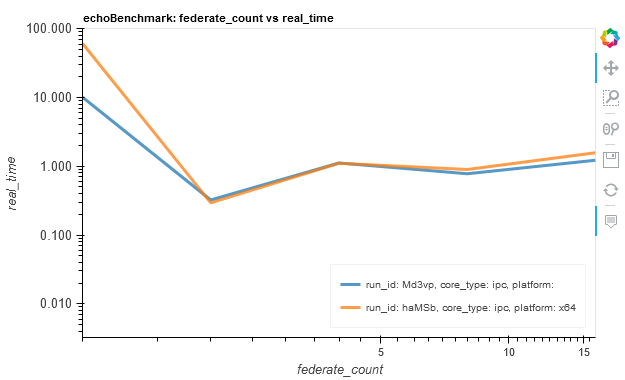 echoBenchmark: federate_count vs real_time
100.000
10.000
1.000
0.100
0.010
real_time
run_id: Md3vp, core_type: ipc, platform:
run_id: haMSb, core_type: ipc, platform: x64
5
10
15
federate_count